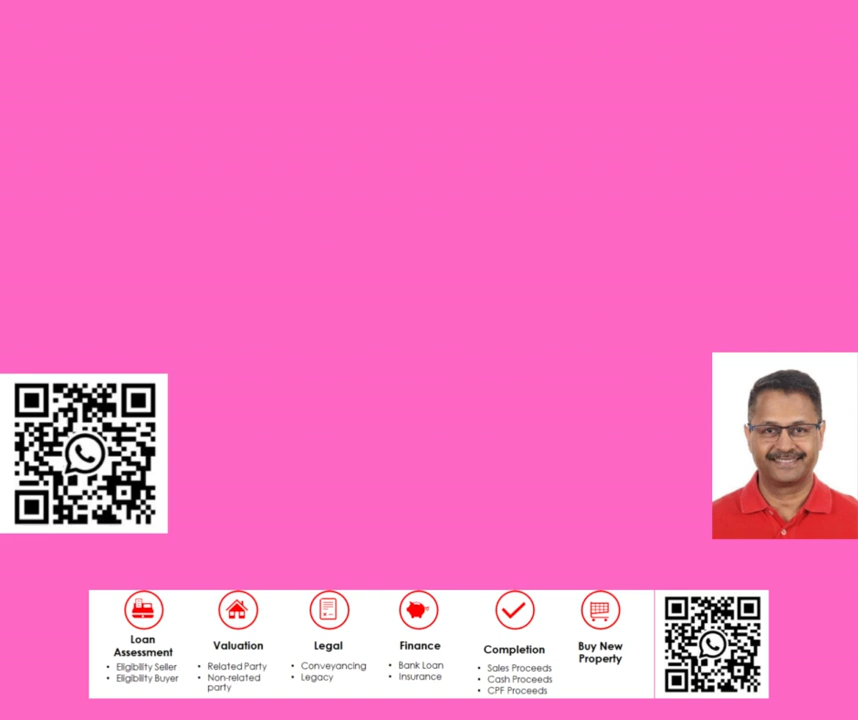 Loan
Assessment
• Eligibility Seller
• Eligibility Buyer
Valuation
• Related Party
• Non-related
party
Legal
• Conveyancing
• Legacy
Finance
• Bank Loan
• Insurance
Completion
• Sales Proceeds
• Cash Proceeds
• CPF Proceeds
Buy New
Property